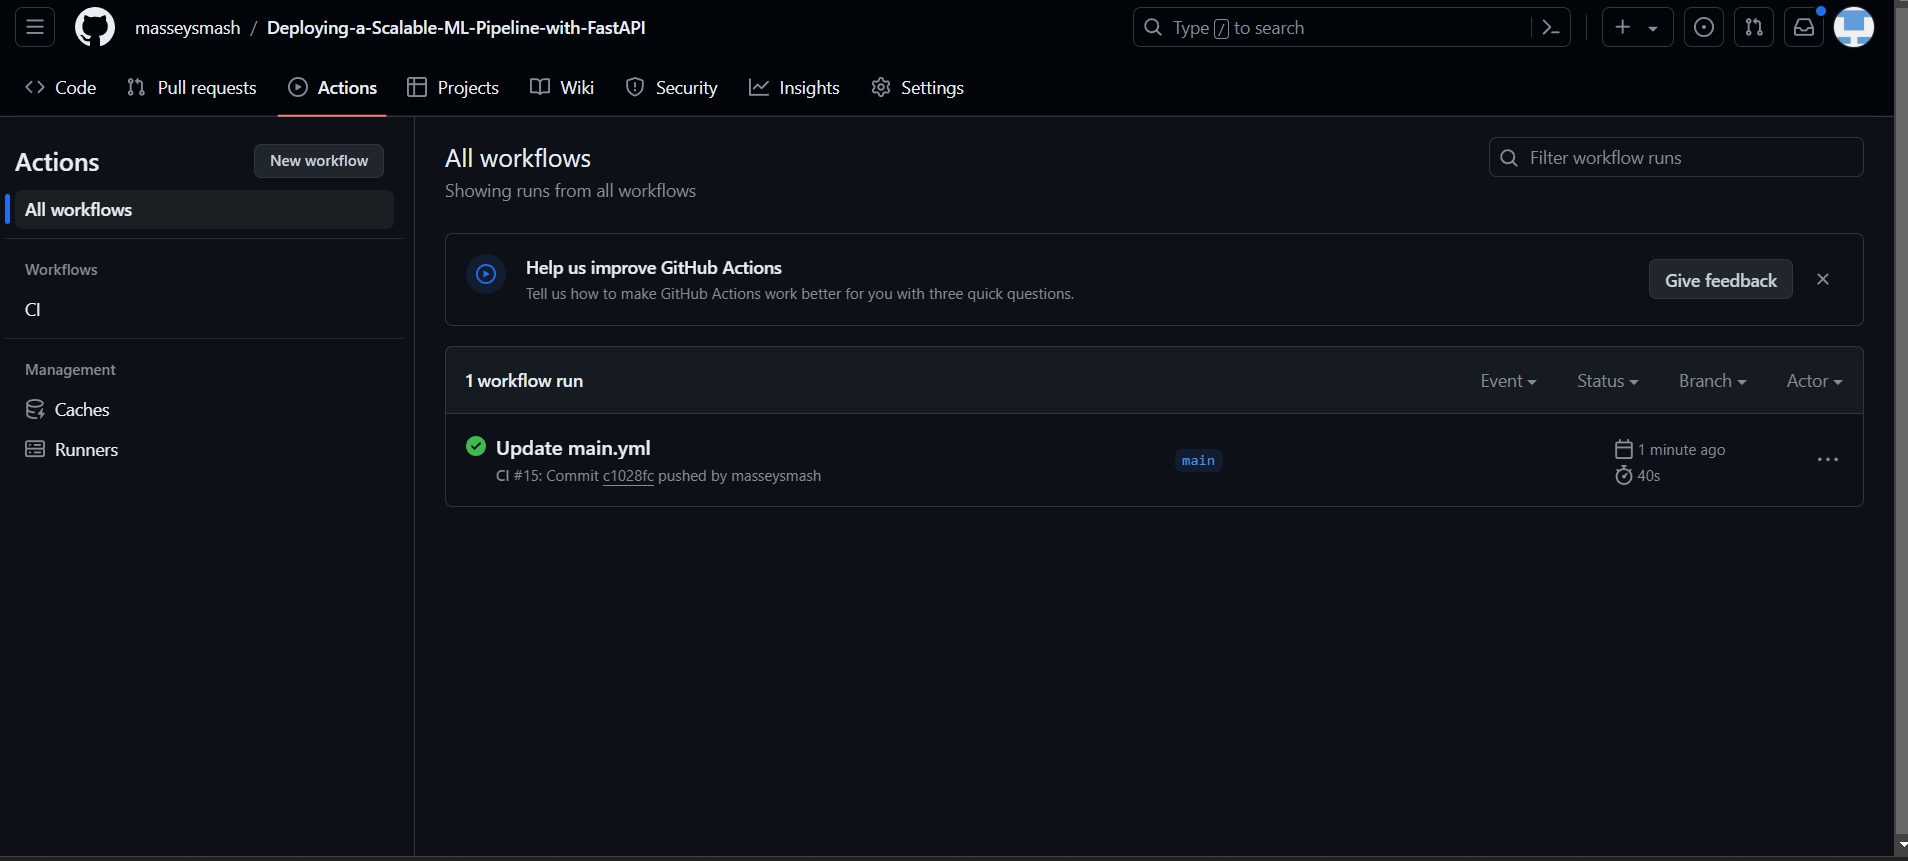 masseysmash / Deploying-a-Scalable-ML-Pipeline-with-FastAPI
Type / to search
Code
Pull requests
Actions
Projects
Wiki
Security
Insights
Settings
Actions
New workflow
All workflows
Workflows
CI
Management
Caches
Runners
All workflows
Showing runs from all workflows
Filter workflow runs
Help us improve GitHub Actions
Tell us how to make GitHub Actions work better for you with three quick questions.
Give feedback
1 workflow run
Event
Status
Branch
Actor
Update main.yml
CI #15: Commit c1028fc pushed by masseysmash
main
1 minute ago
40s